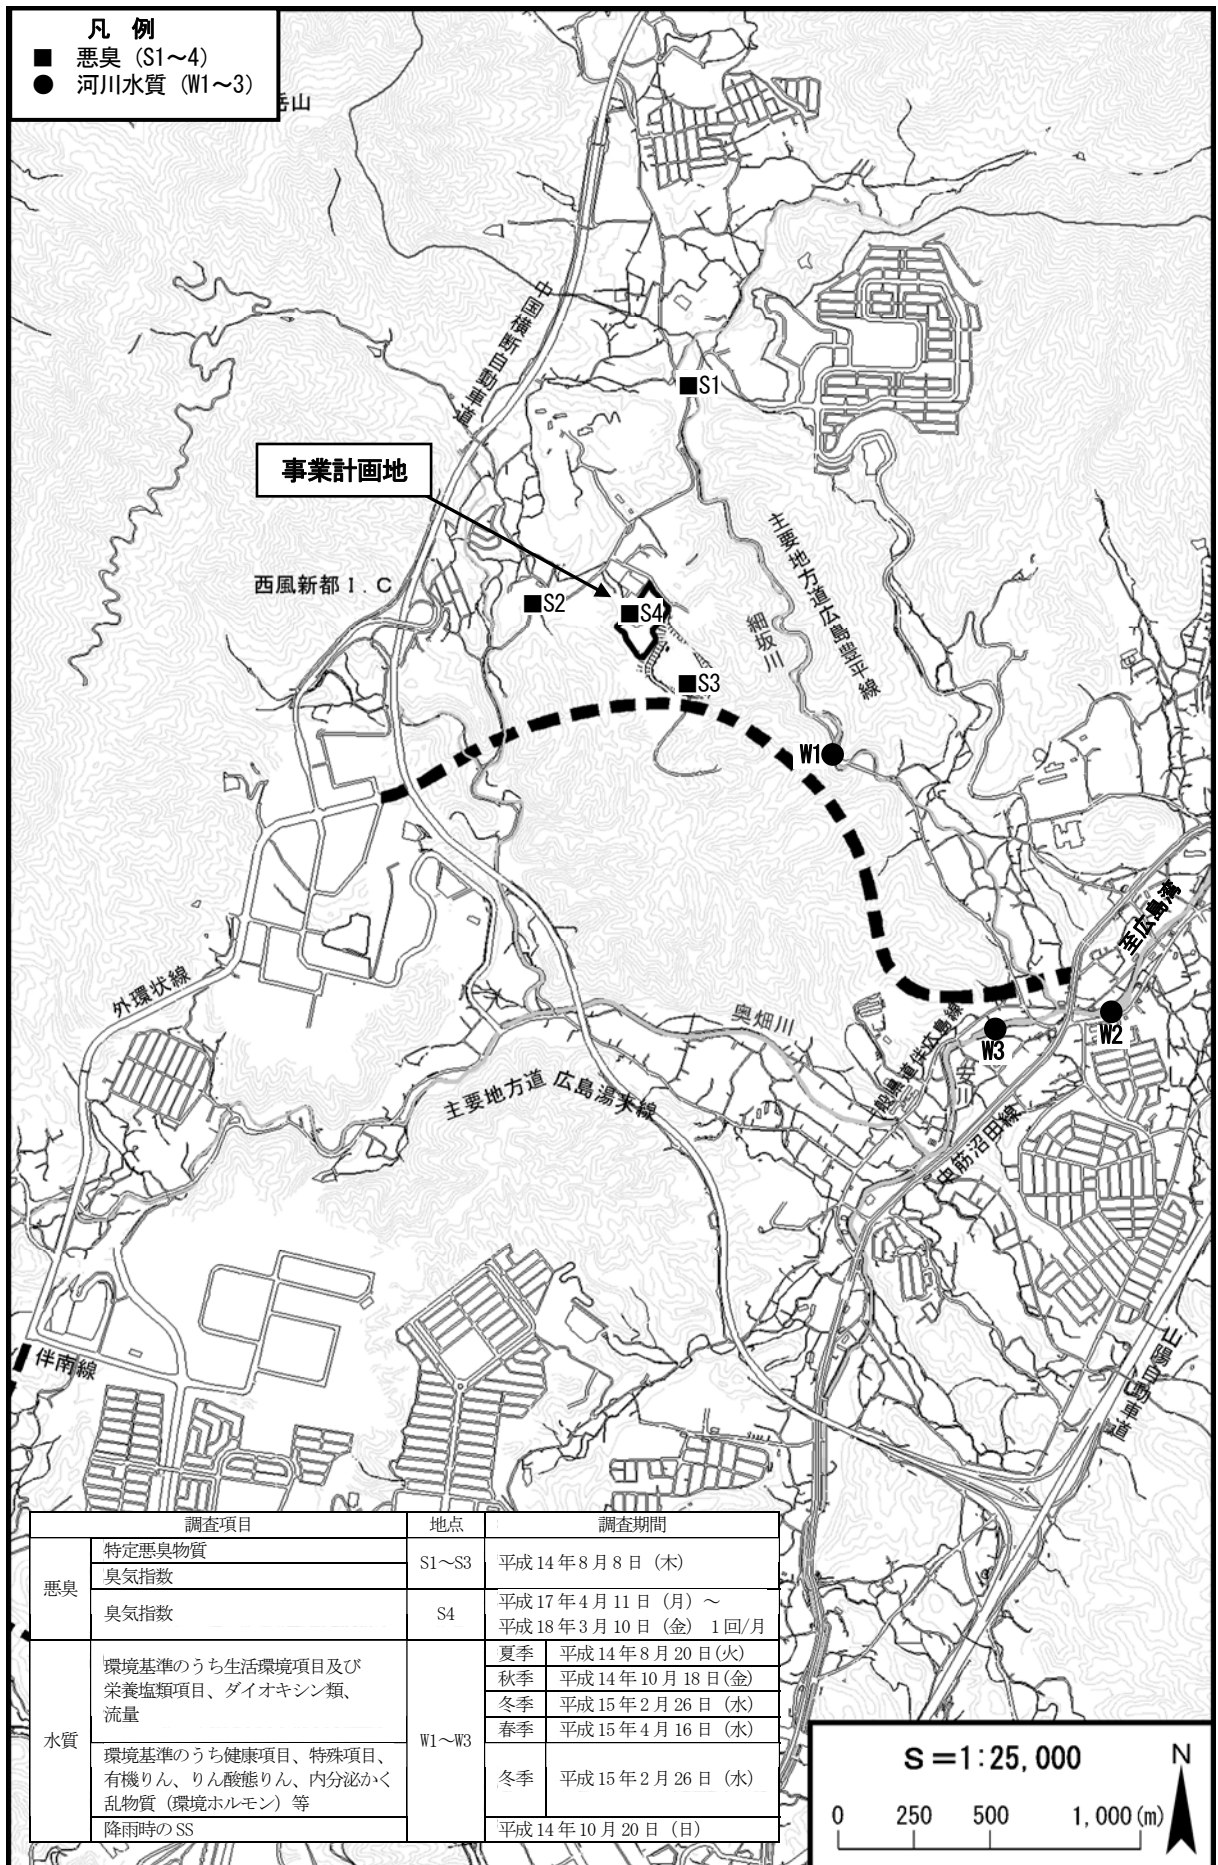 凡 例
■ 悪臭（S1～4）
● 河川水質（W1～3）
岳山
中国横断自動車道
S1
事業計画地
主要地方道広島豊平線
西風新都Ｉ．Ｃ
S2
S4
細坂川
S3
W1
至広島湾
外環状線
奥畑川
一般県道伴広島線
W2
W3
主要地方道 広島湯来線
中筋沼田線
山陽自動車道
伴南線
調査項目 地点 調査期間
悪臭 特定悪臭物質 S1～S3 平成14年8月8日（木）
臭気指数
臭気指数 S4 平成17年4月11日（月）～
平成18年3月10日（金） 1回/月
水質 環境基準のうち生活環境項目及び
栄養塩類項目、ダイオキシン類、
流量
W1～W3
夏季 平成14年8月20日(火)
秋季 平成14年10月18日(金)
冬季 平成15年2月26日（水）
春季 平成15年4月16日（水）
環境基準のうち健康項目、特殊項目、
有機りん、りん酸態りん、内分泌かく
乱物質（環境ホルモン）等
冬季 平成15年2月26日（水）
降雨時のSS 平成14年10月20日（日）
S＝1:25,000
N
0 250 500 1,000(m)